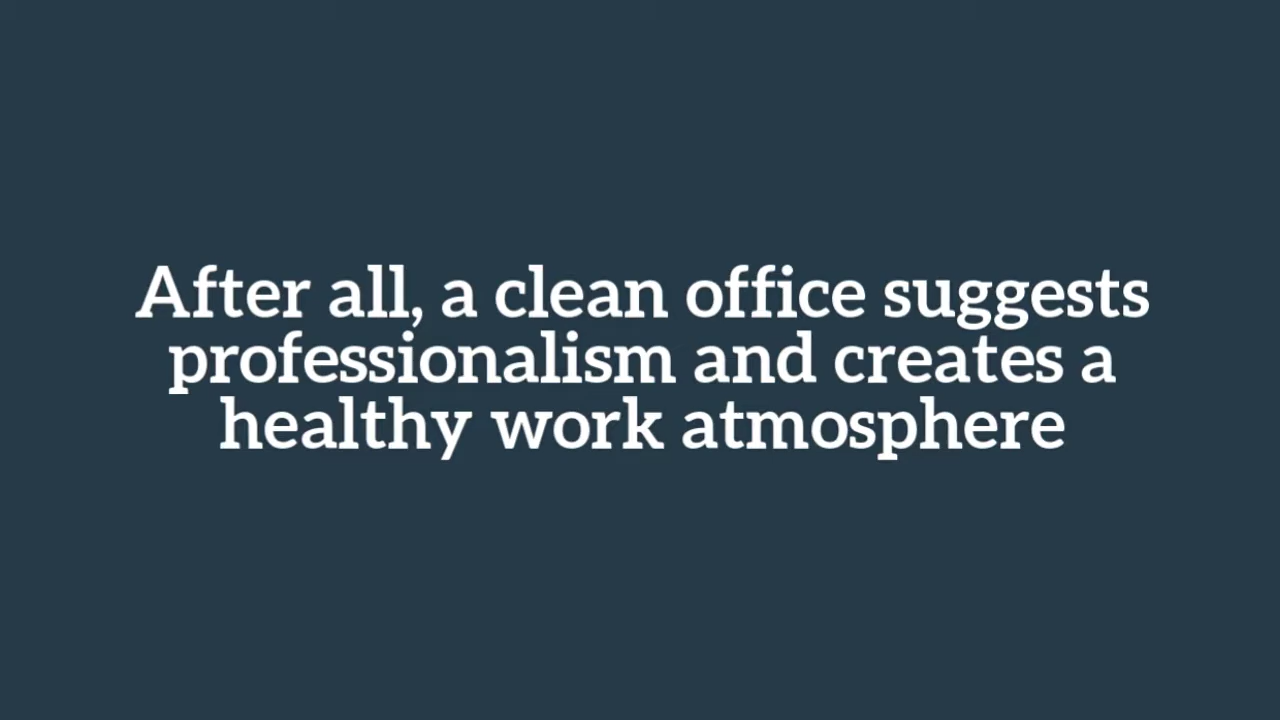 After all, a clean office suggests
professionalism and creates a
healthy work atmosphere